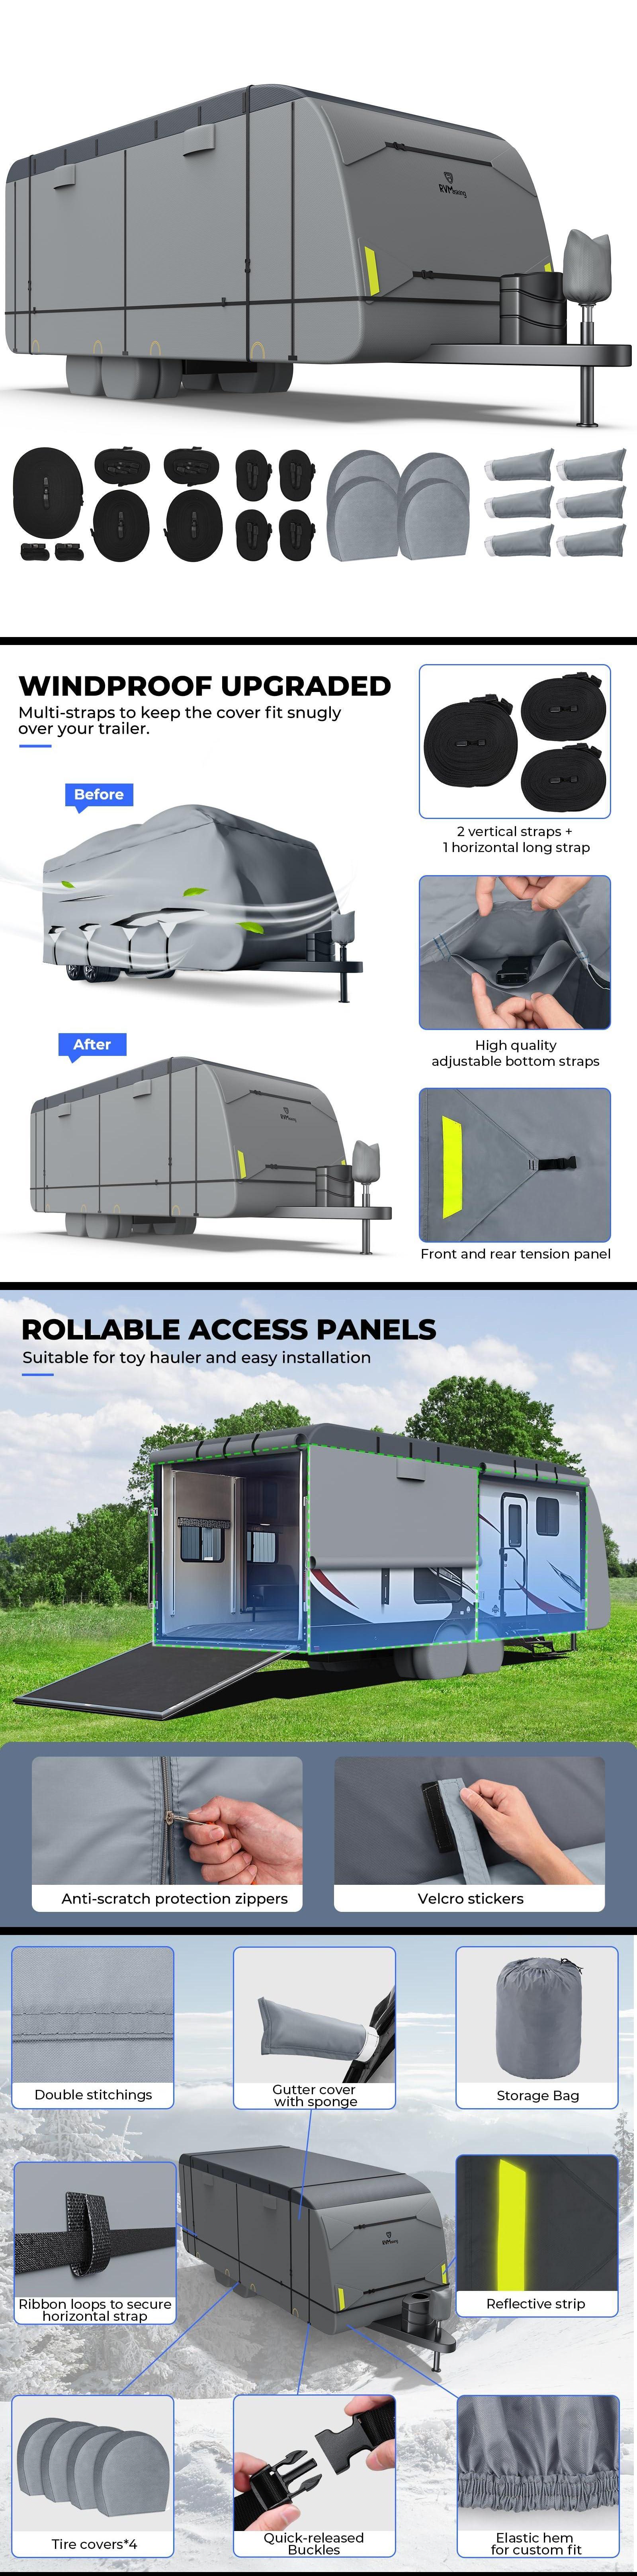 RVMasking
WINDPROOF UPGRADED
Multi-straps to keep the cover fit snugly
over your trailer.
Before
2 vertical straps +
1 horizontal long strap
High quality
adjustable bottom straps
After
RVMasking
Front and rear tension panel
ROLLABLE ACCESS PANELS
Suitable for toy hauler and easy installation
Anti-scratch protection zippers
Velcro stickers
Double stitchings
Gutter cover
with sponge
Storage Bag
Ribbon loops to secure
horizontal strap
RVMasking
Reflective strip
Tire covers*4
Quick-released
Buckles
Elastic hem
for custom fit